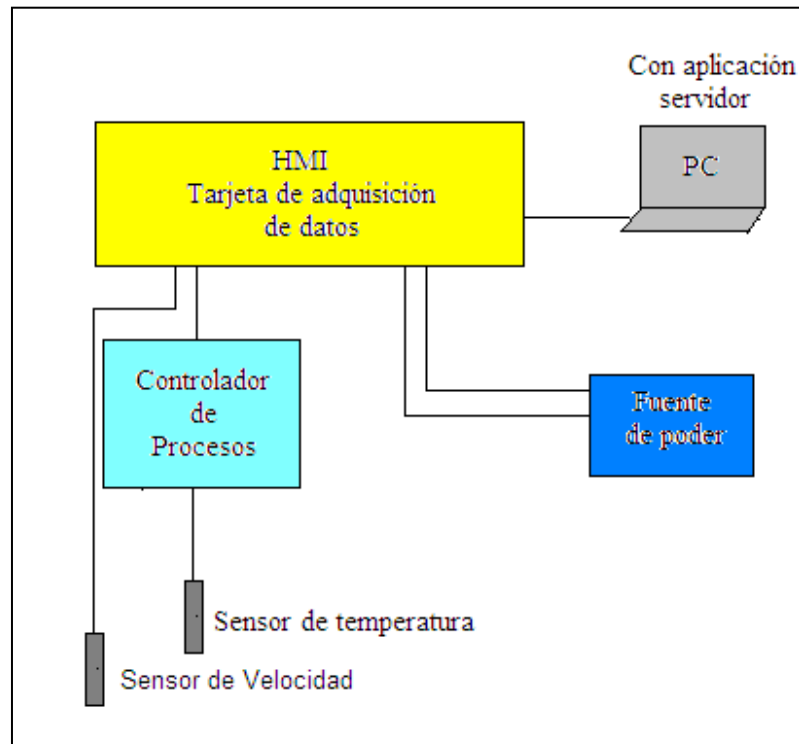 Con aplicación
servidor
HMI
Tarjeta de adquisición
de datos
PC
Controlador
de
Procesos
Fuente
de poder
Sensor de temperatura
Sensor de Velocidad